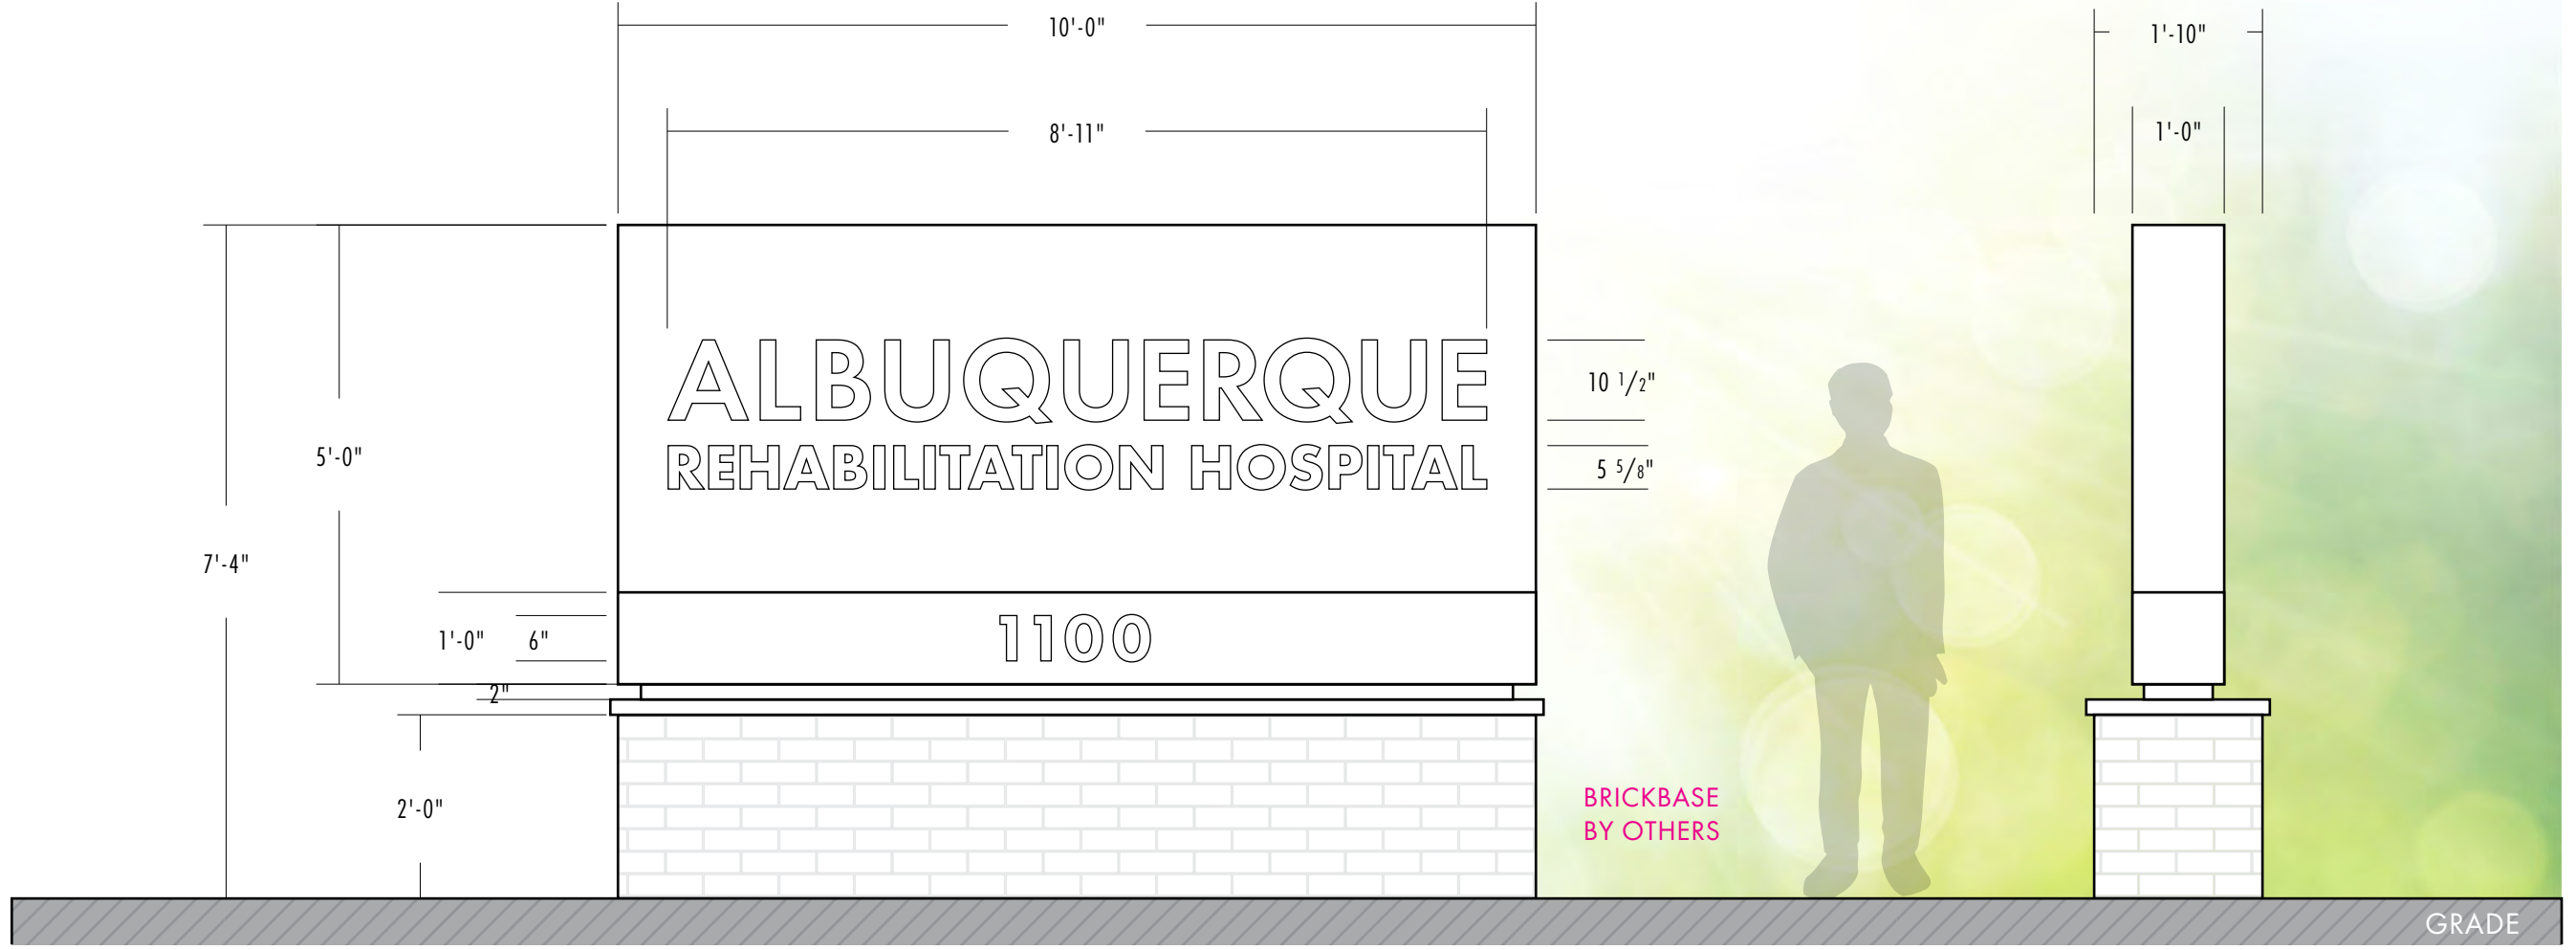 10'-0"
1'-10"
8'-11"
1'-0"
ALBUQUERQUE
10 1/2"
REHABILITATION HOSPITAL
5 5/8"
5'-0"
7'-4"
1'-0"
6"
1100
2"
2'-0"
BRICKBASE
BY OTHERS
GRADE